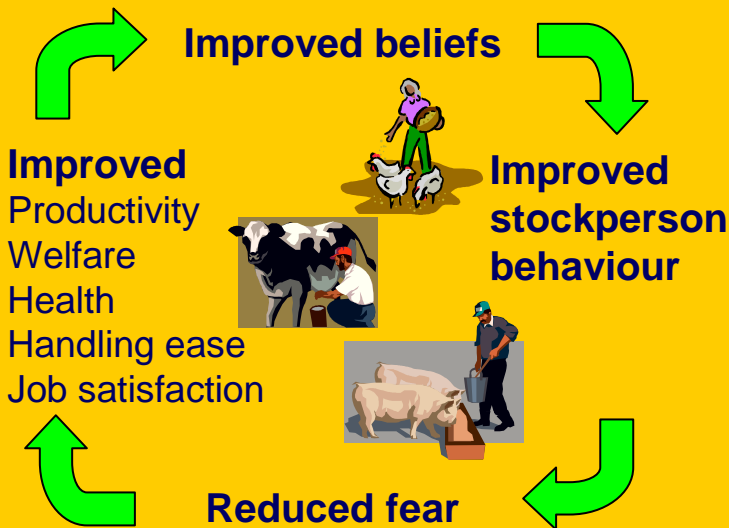 Improved beliefs
Improved
stockperson
behaviour
Reduced fear
Improved
Productivity
Welfare
Health
Handling ease
Job satisfaction